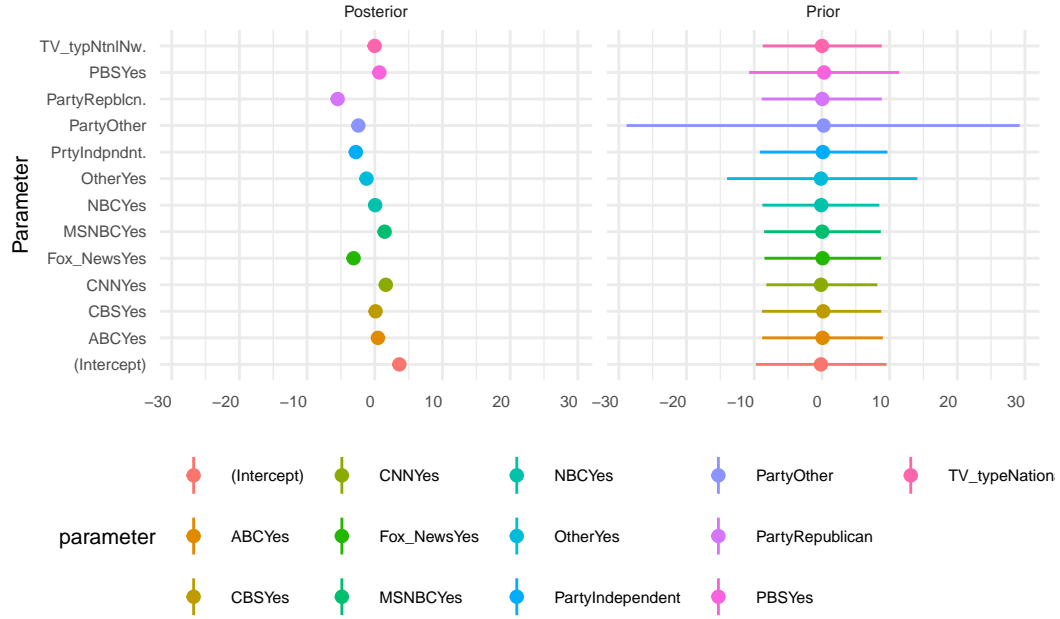 Posterior Prior
TV_typNtnlNw.
PBSYes
PartyRepblcn.
PartyOther
PrtyIndpndnt.
OtherYes
NBCYes
MSNBCYes
Fox_NewsYes
CNNYes
CBSYes
ABCYes
(Intercept)
Parameter
−30 −20 −10 0 10 20 30 −30 −20 −10 0 10 20 30
parameter
(Intercept) CNNYes NBCYes PartyOther TV_typeNationa
ABCYes Fox_NewsYes OtherYes PartyRepublican
CBSYes MSNBCYes PartyIndependent PBSYes